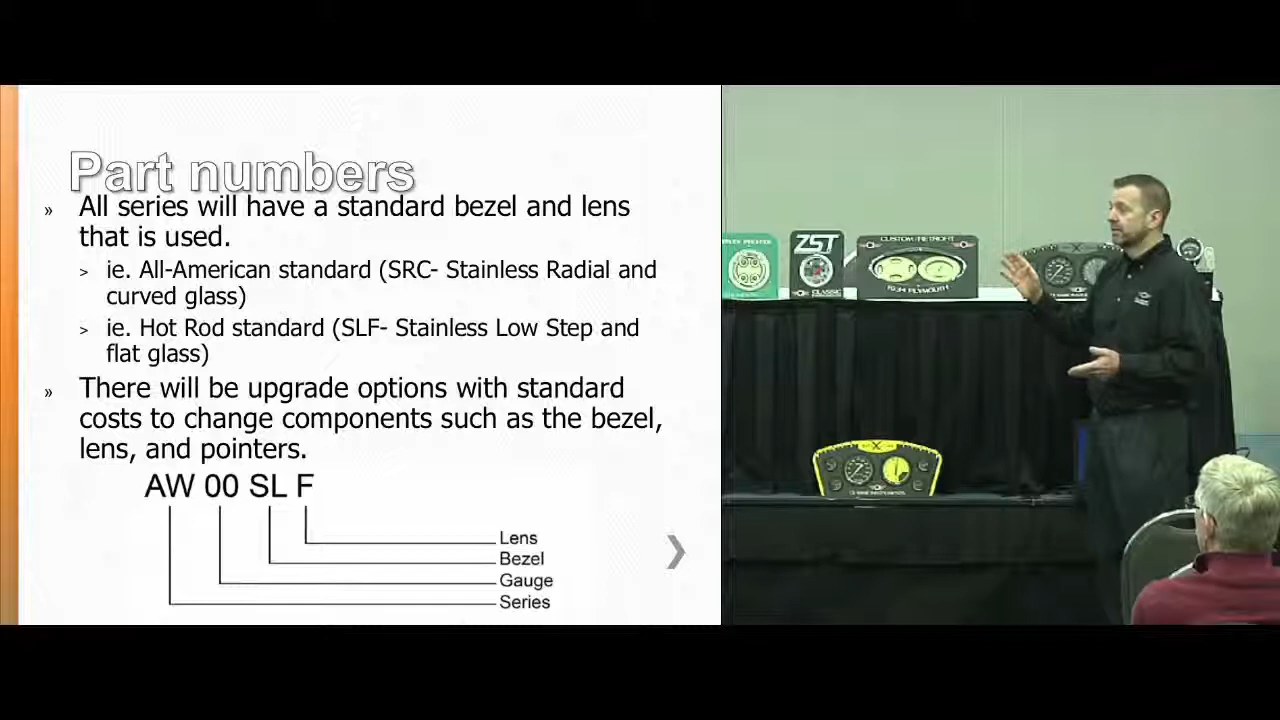 Part numbers
» All series will have a standard bezel and lens
that is used.
> ie. All-American standard (SRC- Stainless Radial and
curved glass)
> ie. Hot Rod standard (SLF- Stainless Low Step and
flat glass)
» There will be upgrade options with standard
costs to change components such as the bezel,
lens, and pointers.
AW 00 SL F
Lens
Bezel
Gauge
Series
ZST
CLASSIC
CUSTOM RETROFIT
1934 PLYMOUTH